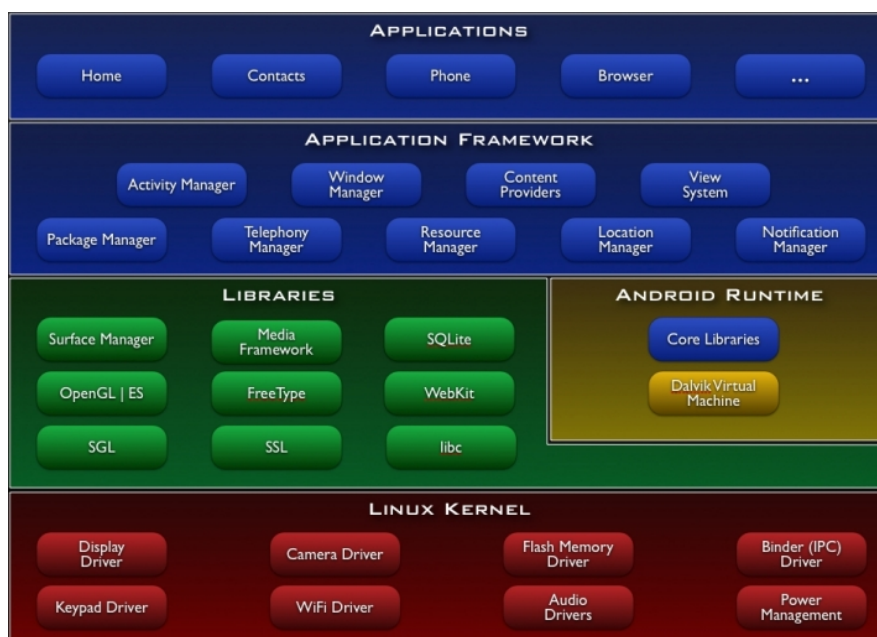 APPLICATIONS
Home
Contacts
Phone
Browser
...
APPLICATION FRAMEWORK
Activity Manager
Window
Manager
Content
Providers
View
System
Package Manager
Telephony
Manager
Resource
Manager
Location
Manager
Notification
Manager
LIBRARIES
Surface Manager
Media
Framework
SQLite
OpenGL | ES
FreeType
WebKit
SGL
SSL
libc
ANDROID RUNTIME
Core Libraries
Dalvik Virtual
Machine
LINUX KERNEL
Display
Driver
Camera Driver
Flash Memory
Driver
Binder (IPC)
Driver
Keypad Driver
WiFi Driver
Audio
Drivers
Power
Management